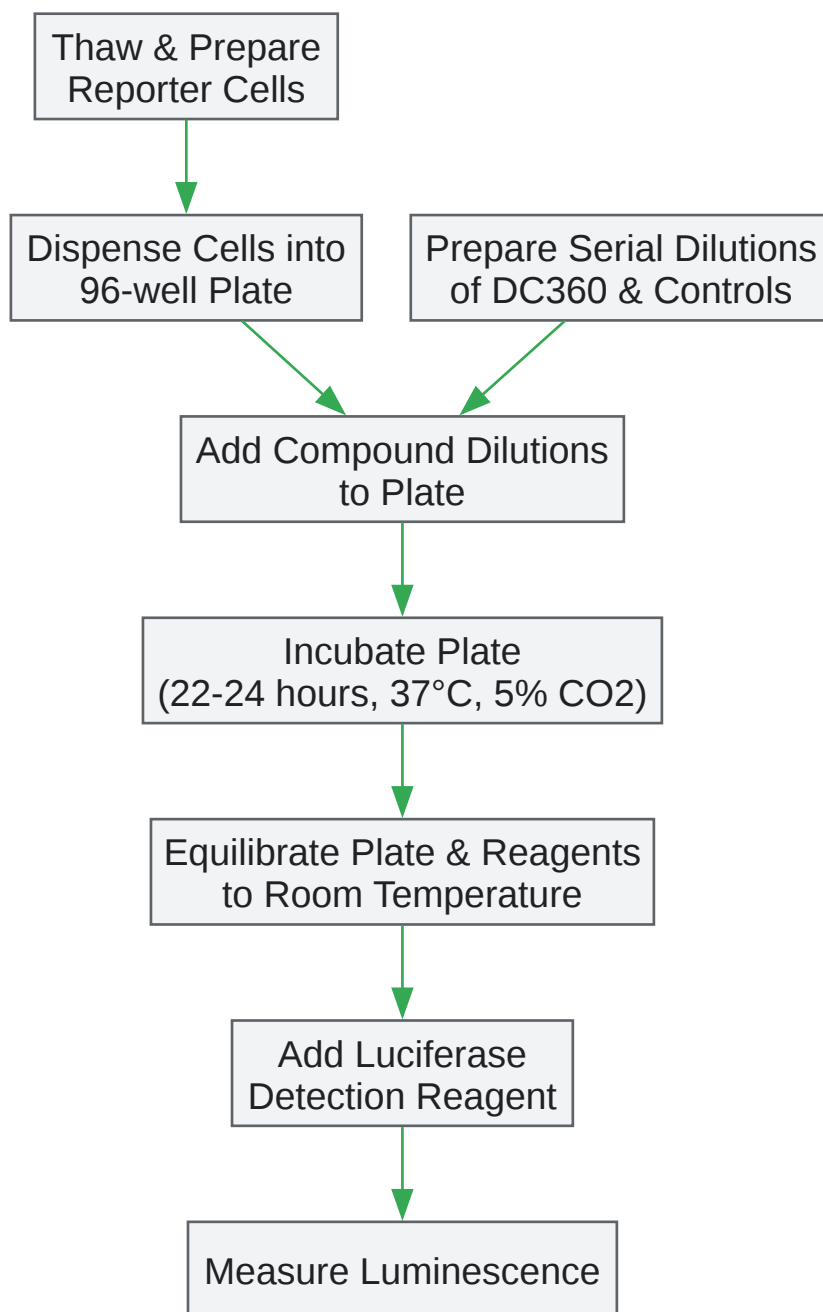 Thaw & Prepare
Reporter Cells
Dispense Cells into
96-well Plate
Prepare Serial Dilutions
of DC360 & Controls
Add Compound Dilutions
to Plate
Incubate Plate
(22-24 hours, 37°C, 5% CO2)
Equilibrate Plate & Reagents
to Room Temperature
Add Luciferase
Detection Reagent
Measure Luminescence